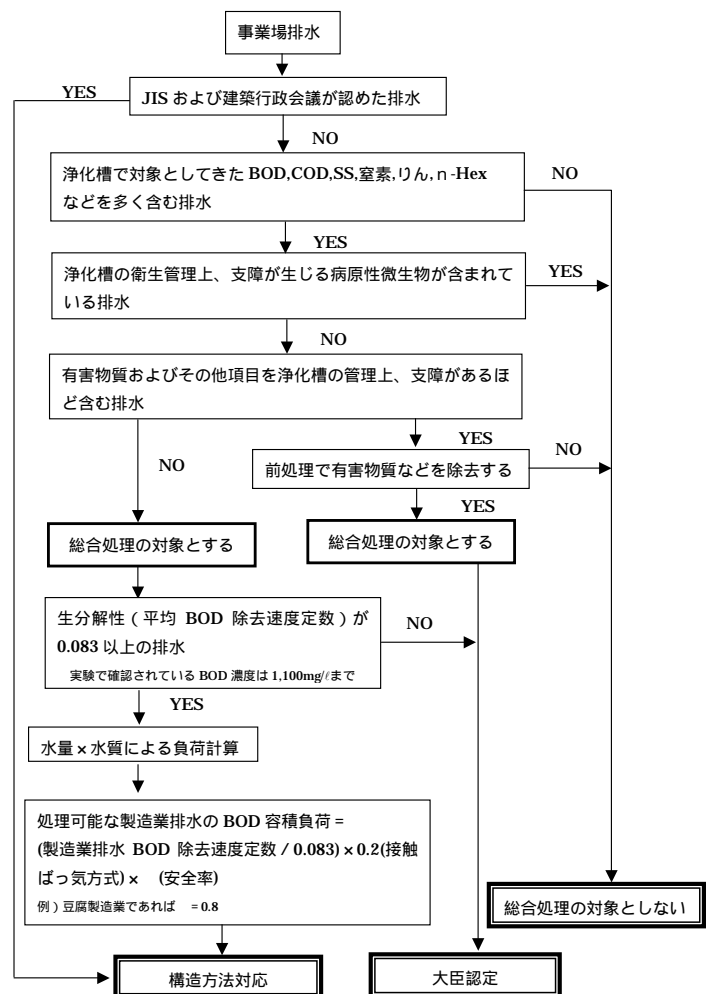 事業場排水
YES
JIS および建築行政会議が認めた排水
NO
浄化槽で対象としてきた BOD,COD,SS,窒素,りん,n-Hex
などを多く含む排水
NO
YES
浄化槽の衛生管理上、支障が生じる病原性微生物が含まれて
いる排水
YES
NO
有害物質およびその他項目を浄化槽の管理上、支障があるほ
ど含む排水
YES
NO
NO
前処理で有害物質などを除去する
YES
総合処理の対象とする
総合処理の対象とする
生分解性(平均 BOD 除去速度定数)が
0.083 以上の排水
実験で確認されている BOD 濃度は 1,100mg/ℓまで
NO
YES
水量×水質による負荷計算
処理可能な製造業排水の BOD 容積負荷 =
(製造業排水 BOD 除去速度定数 / 0.083) × 0.2(接触
ばっ気方式)× (安全率)
例)豆腐製造業であれば = 0.8
総合処理の対象としない
構造方法対応
大臣認定